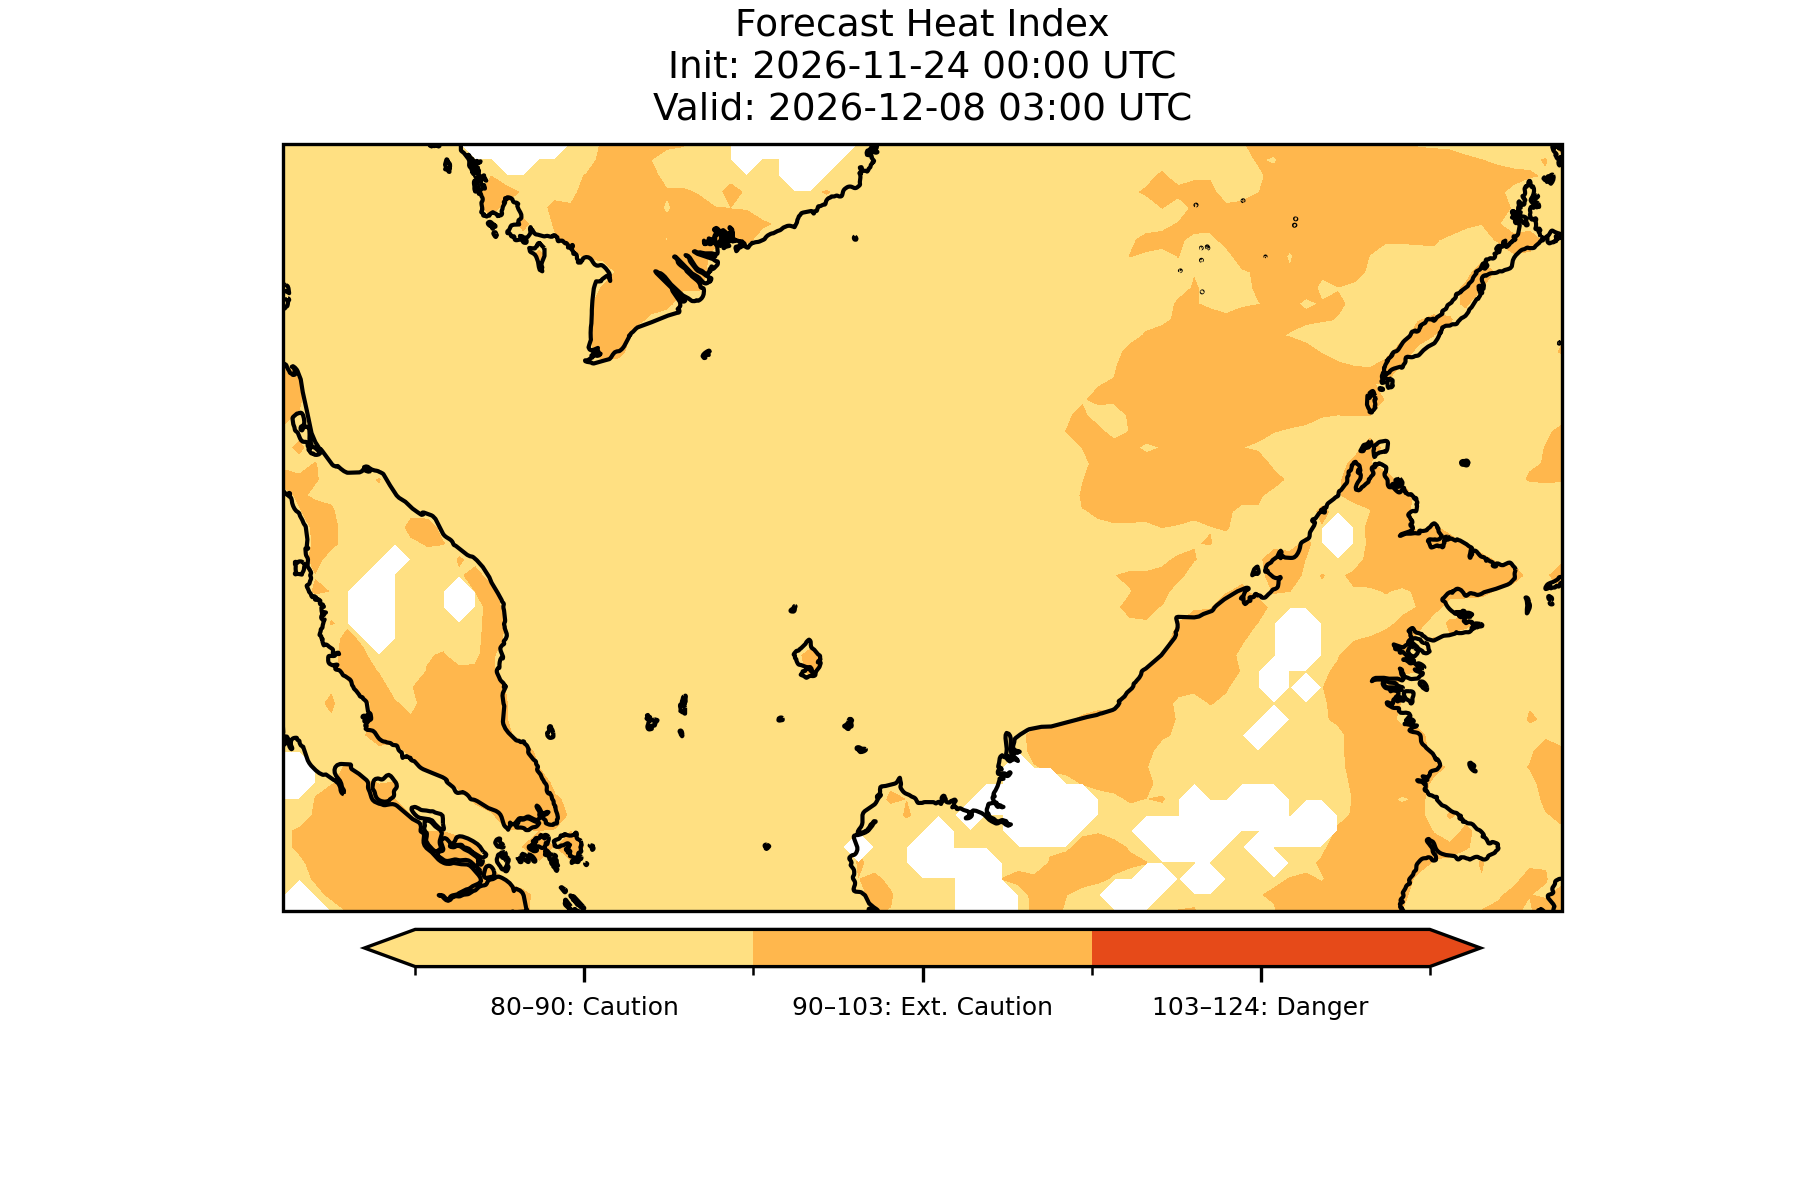 Forecast Heat Index
Init: 2026-11-24 00:00 UTC
Valid: 2026-12-08 03:00 UTC
80–90: Caution
90–103: Ext. Caution
103–124: Danger